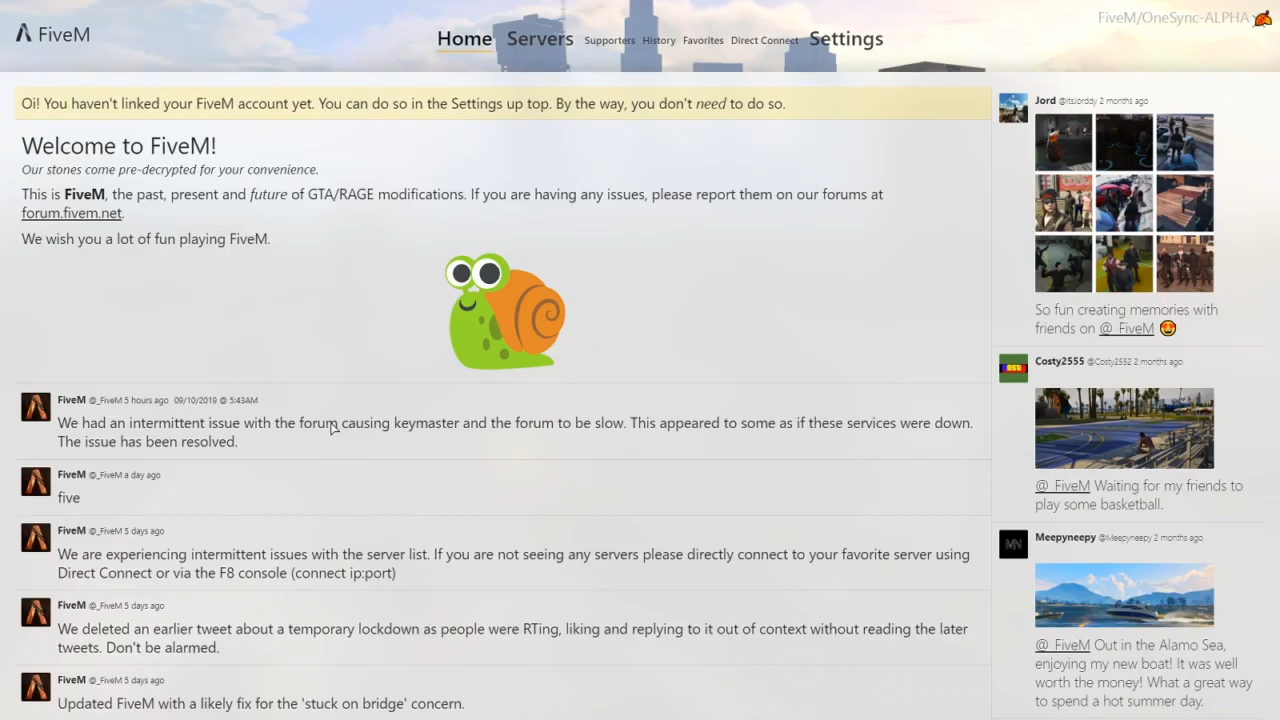 FiveM
Home Servers Supporters History Favorites Direct Connect Settings
FiveM/OneSync-ALPHA
Oi! You haven't linked your FiveM account yet. You can do so in the Settings up top. By the way, you don't need to do so.
Welcome to FiveM!
Our stones come pre-decrypted for your convenience.
This is FiveM, the past, present and future of GTA/RAGE modifications. If you are having any issues, please report them on our forums at
forum.fivem.net.
We wish you a lot of fun playing FiveM.
FiveM @_FiveM 5 hours ago 09/10/2019 @ 5:43AM
We had an intermittent issue with the forum causing keymaster and the forum to be slow. This appeared to some as if these services were down.
The issue has been resolved.
FiveM @_FiveM a day ago
five
FiveM @_FiveM 5 days ago
We are experiencing intermittent issues with the server list. If you are not seeing any servers please directly connect to your favorite server using
Direct Connect or via the F8 console (connect ip:port)
FiveM @_FiveM 5 days ago
We deleted an earlier tweet about a temporary lockdown as people were RTing, liking and replying to it out of context without reading the later
tweets. Don't be alarmed.
FiveM @_FiveM 5 days ago
Updated FiveM with a likely fix for the 'stuck on bridge' concern.
Jord @ItsJorddy 2 months ago
So fun creating memories with
friends on @_FiveM
Costy2555 @Costy2552 2 months ago
@_FiveM Waiting for my friends to
play some basketball.
MN
Meepyneepy @Meepyneepy 2 months ago
@_FiveM Out in the Alamo Sea,
enjoying my new boat! It was well
worth the money! What a great way
to spend a hot summer day.